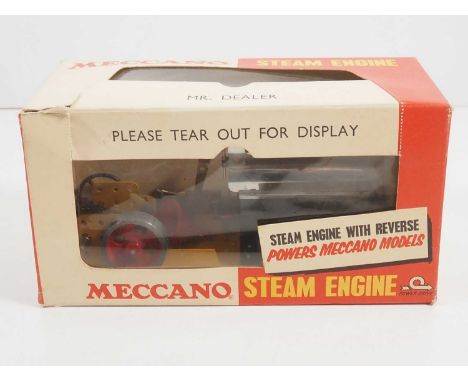 MECCANO STEAM ENGINE
MR. DEALER
PLEASE TEAR OUT FOR DISPLAY
STEAM ENGINE WITH REVERSE
POWERS MECCANO MODELS
MECCANO STEAM ENGINE